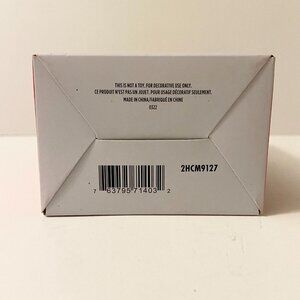 THIS IS NOT A TOY. FOR DECORATIVE USE ONLY.
CE PRODUIT N'EST PAS UN JOUET. POUR USAGE DÉCORATIF SEULEMENT.
MADE IN CHINA/FABRIQUÉ EN CHINE
0322
2HCM9127
7 63795 71403 2